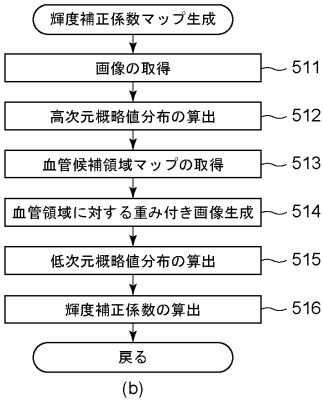 輝度補正係数マップ生成
画像の取得 511
高次元概略値分布の算出 512
血管候補領域マップの取得 513
血管領域に対する重み付き画像生成 514
低次元概略値分布の算出 515
輝度補正係数の算出 516
戻る
(b)